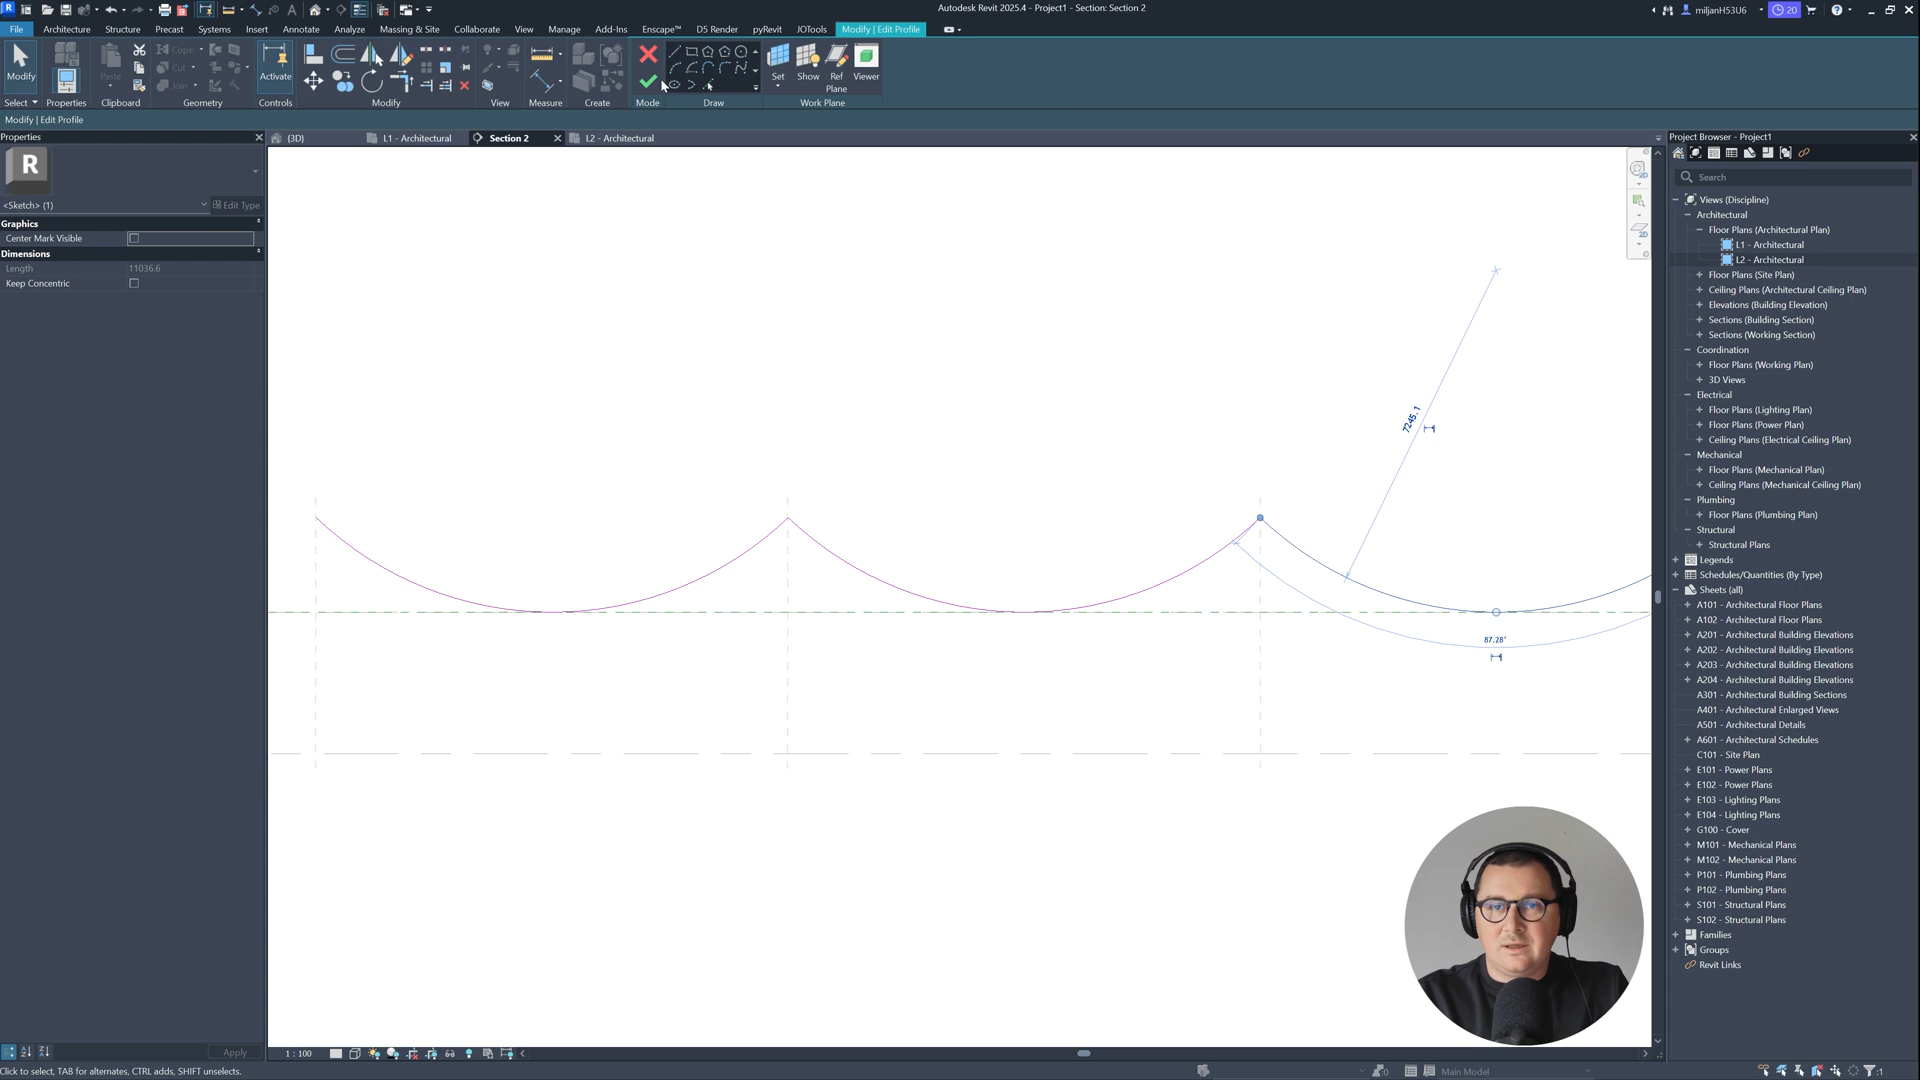 Autodesk Revit 2025.4 - Project1 - Section: Section 2
miljanH53U6
20
File
Architecture
Structure
Precast
Systems
Insert
Annotate
Analyze
Massing & Site
Collaborate
View
Manage
Add-Ins
Enscape™
D5 Render
pyRevit
JOTools
Modify | Edit Profile
Modify
Paste
Cope
Cut
Join
Activate
Set
Show
Ref
Plane
Viewer
Select
Properties
Clipboard
Geometry
Controls
Modify
View
Measure
Create
Mode
Draw
Work Plane
Modify | Edit Profile
Properties
R
<Sketch> (1)
Edit Type
Graphics
Center Mark Visible
Dimensions
Length
11036.6
Keep Concentric
Apply
(3D)
L1 - Architectural
Section 2
L2 - Architectural
7245.1
87.28°
1 : 100
Project Browser - Project1
Search
Views (Discipline)
Architectural
Floor Plans (Architectural Plan)
L1 - Architectural
L2 - Architectural
Floor Plans (Site Plan)
Ceiling Plans (Architectural Ceiling Plan)
Elevations (Building Elevation)
Sections (Building Section)
Sections (Working Section)
Coordination
Floor Plans (Working Plan)
3D Views
Electrical
Floor Plans (Lighting Plan)
Floor Plans (Power Plan)
Ceiling Plans (Electrical Ceiling Plan)
Mechanical
Floor Plans (Mechanical Plan)
Ceiling Plans (Mechanical Ceiling Plan)
Plumbing
Floor Plans (Plumbing Plan)
Structural
Structural Plans
Legends
Schedules/Quantities (By Type)
Sheets (all)
A101 - Architectural Floor Plans
A102 - Architectural Floor Plans
A201 - Architectural Building Elevations
A202 - Architectural Building Elevations
A203 - Architectural Building Elevations
A204 - Architectural Building Elevations
A301 - Architectural Building Sections
A401 - Architectural Enlarged Views
A501 - Architectural Details
A601 - Architectural Schedules
C101 - Site Plan
E101 - Power Plans
E102 - Power Plans
E103 - Lighting Plans
E104 - Lighting Plans
G100 - Cover
M101 - Mechanical Plans
M102 - Mechanical Plans
P101 - Plumbing Plans
P102 - Plumbing Plans
S101 - Structural Plans
S102 - Structural Plans
Families
Groups
Revit Links
Click to select, TAB for alternates, CTRL adds, SHIFT unselects.
:0
Main Model
:1